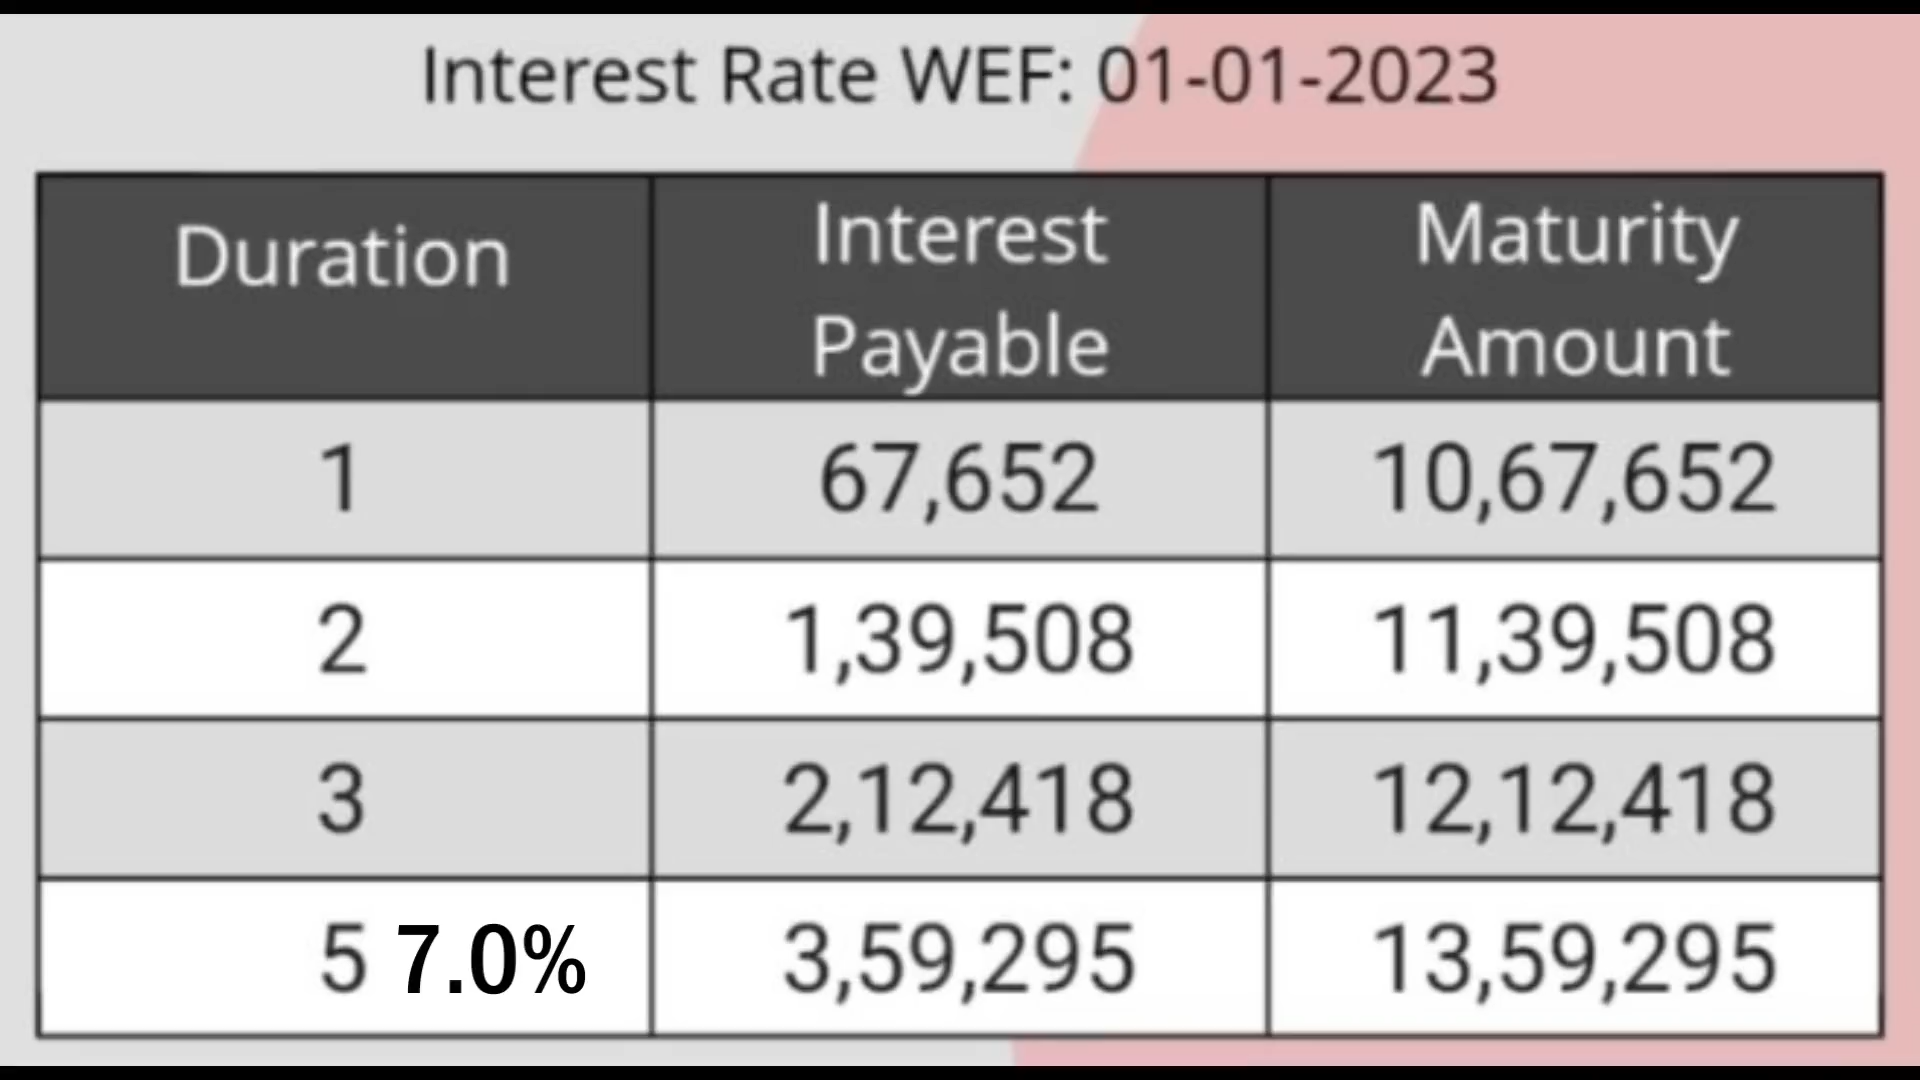 Interest Rate WEF: 01-01-2023
Duration Interest Payable Maturity Amount
1 67,652 10,67,652
2 1,39,508 11,39,508
3 2,12,418 12,12,418
5 7.0% 3,59,295 13,59,295